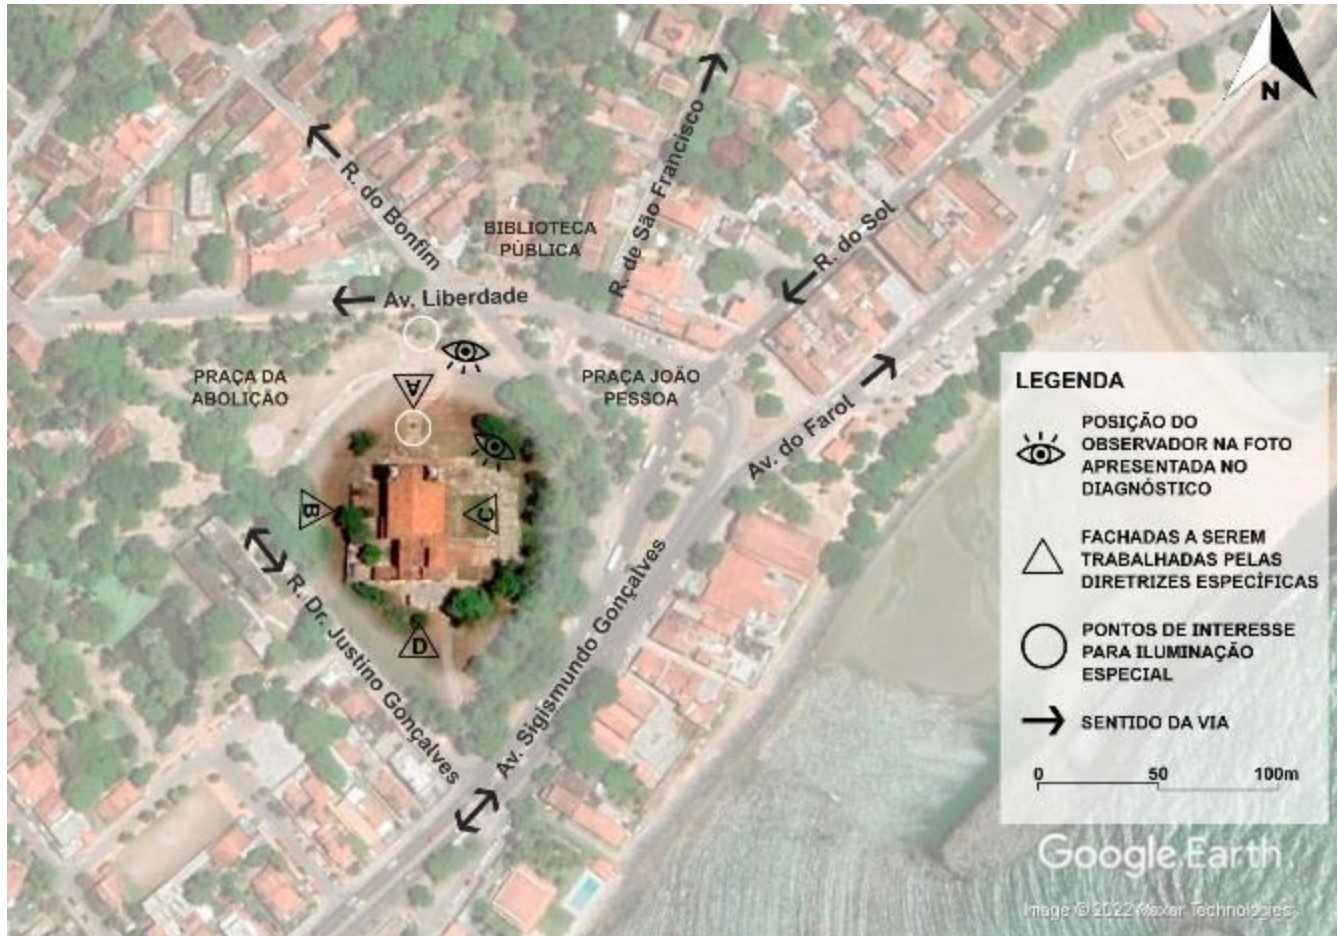 N
R. de São Francisco
R. do Bonfim
BIBLIOTECA
PÚBLICA
R. do Sol
Av. Liberdade
PRAÇA DA
ABOLIÇÃO
PRAÇA JOÃO
PESSOA
Av. do Farol
A
B
C
D
R. Dr. Justino Gonçalves
Av. Sigismundo Gonçalves
LEGENDA
POSIÇÃO DO
OBSERVADOR NA FOTO
APRESENTADA NO
DIAGNÓSTICO
FACHADAS A SEREM
TRABALHADAS PELAS
DIRETRIZES ESPECÍFICAS
PONTOS DE INTERESSE
PARA ILUMINAÇÃO
ESPECIAL
SENTIDO DA VIA
0 50 100m
Google Earth
Image © 2022 Maxar Technologies